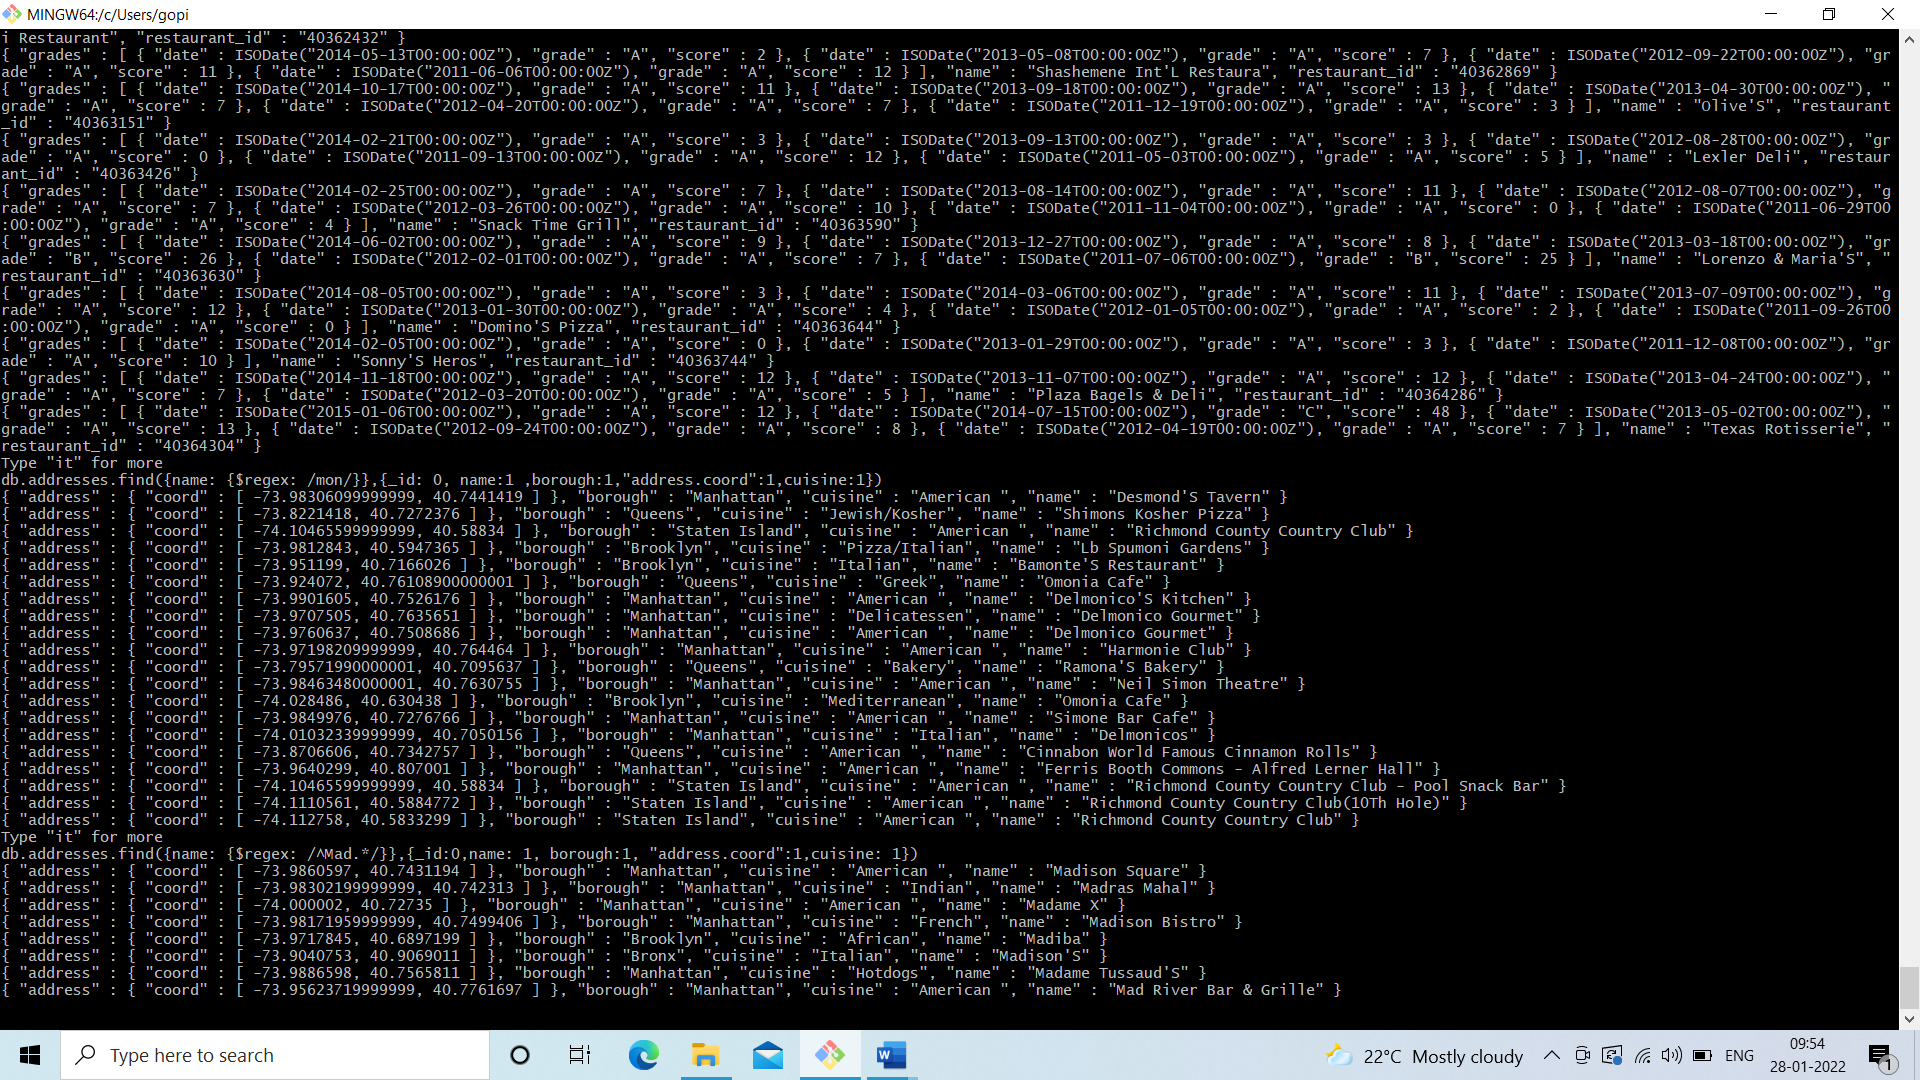 MINGW64:/c/Users/gopi
i Restaurant", "restaurant_id" : "40362432" }
{ "grades" : [ { "date" : ISODate("2014-05-13T00:00:00Z"), "grade" : "A", "score" : 2 }, { "date" : ISODate("2013-05-08T00:00:00Z"), "grade" : "A", "score" : 7 }, { "date" : ISODate("2012-09-22T00:00:00Z"), "gr
ade" : "A", "score" : 11 }, { "date" : ISODate("2011-06-06T00:00:00Z"), "grade" : "A", "score" : 12 } ], "name" : "Shashemene Int'L Restaura", "restaurant_id" : "40362869" }
{ "grades" : [ { "date" : ISODate("2014-10-17T00:00:00Z"), "grade" : "A", "score" : 11 }, { "date" : ISODate("2013-09-18T00:00:00Z"), "grade" : "A", "score" : 13 }, { "date" : ISODate("2013-04-30T00:00:00Z"), "
grade" : "A", "score" : 7 }, { "date" : ISODate("2012-04-20T00:00:00Z"), "grade" : "A", "score" : 7 }, { "date" : ISODate("2011-12-19T00:00:00Z"), "grade" : "A", "score" : 3 } ], "name" : "Olive'S", "restaurant
_id" : "40363151" }
{ "grades" : [ { "date" : ISODate("2014-02-21T00:00:00Z"), "grade" : "A", "score" : 3 }, { "date" : ISODate("2013-09-13T00:00:00Z"), "grade" : "A", "score" : 3 }, { "date" : ISODate("2012-08-28T00:00:00Z"), "gr
ade" : "A", "score" : 0 }, { "date" : ISODate("2011-09-13T00:00:00Z"), "grade" : "A", "score" : 12 }, { "date" : ISODate("2011-05-03T00:00:00Z"), "grade" : "A", "score" : 5 } ], "name" : "Lexler Deli", "restaur
ant_id" : "40363426" }
{ "grades" : [ { "date" : ISODate("2014-02-25T00:00:00Z"), "grade" : "A", "score" : 7 }, { "date" : ISODate("2013-08-14T00:00:00Z"), "grade" : "A", "score" : 11 }, { "date" : ISODate("2012-08-07T00:00:00Z"), "g
rade" : "A", "score" : 7 }, { "date" : ISODate("2012-03-26T00:00:00Z"), "grade" : "A", "score" : 10 }, { "date" : ISODate("2011-11-04T00:00:00Z"), "grade" : "A", "score" : 0 }, { "date" : ISODate("2011-06-29T00
:00:00Z"), "grade" : "A", "score" : 4 } ], "name" : "Snack Time Grill", "restaurant_id" : "40363590" }
{ "grades" : [ { "date" : ISODate("2014-06-02T00:00:00Z"), "grade" : "A", "score" : 9 }, { "date" : ISODate("2013-12-27T00:00:00Z"), "grade" : "A", "score" : 8 }, { "date" : ISODate("2013-03-18T00:00:00Z"), "gr
ade" : "B", "score" : 26 }, { "date" : ISODate("2012-02-01T00:00:00Z"), "grade" : "A", "score" : 7 }, { "date" : ISODate("2011-07-06T00:00:00Z"), "grade" : "B", "score" : 25 } ], "name" : "Lorenzo & Maria'S", "
restaurant_id" : "40363630" }
{ "grades" : [ { "date" : ISODate("2014-08-05T00:00:00Z"), "grade" : "A", "score" : 3 }, { "date" : ISODate("2014-03-06T00:00:00Z"), "grade" : "A", "score" : 11 }, { "date" : ISODate("2013-07-09T00:00:00Z"), "g
rade" : "A", "score" : 12 }, { "date" : ISODate("2013-01-30T00:00:00Z"), "grade" : "A", "score" : 4 }, { "date" : ISODate("2012-01-05T00:00:00Z"), "grade" : "A", "score" : 2 }, { "date" : ISODate("2011-09-26T00
:00:00Z"), "grade" : "A", "score" : 0 } ], "name" : "Domino'S Pizza", "restaurant_id" : "40363644" }
{ "grades" : [ { "date" : ISODate("2014-02-05T00:00:00Z"), "grade" : "A", "score" : 0 }, { "date" : ISODate("2013-01-29T00:00:00Z"), "grade" : "A", "score" : 3 }, { "date" : ISODate("2011-12-08T00:00:00Z"), "gr
ade" : "A", "score" : 10 } ], "name" : "Sonny'S Heros", "restaurant_id" : "40363744" }
{ "grades" : [ { "date" : ISODate("2014-11-18T00:00:00Z"), "grade" : "A", "score" : 12 }, { "date" : ISODate("2013-11-07T00:00:00Z"), "grade" : "A", "score" : 12 }, { "date" : ISODate("2013-04-24T00:00:00Z"), "
grade" : "A", "score" : 7 }, { "date" : ISODate("2012-03-20T00:00:00Z"), "grade" : "A", "score" : 5 } ], "name" : "Plaza Bagels & Deli", "restaurant_id" : "40364286" }
{ "grades" : [ { "date" : ISODate("2015-01-06T00:00:00Z"), "grade" : "A", "score" : 12 }, { "date" : ISODate("2014-07-15T00:00:00Z"), "grade" : "C", "score" : 48 }, { "date" : ISODate("2013-05-02T00:00:00Z"), "
grade" : "A", "score" : 13 }, { "date" : ISODate("2012-09-24T00:00:00Z"), "grade" : "A", "score" : 8 }, { "date" : ISODate("2012-04-19T00:00:00Z"), "grade" : "A", "score" : 7 } ], "name" : "Texas Rotisserie", "
restaurant_id" : "40364304" }
Type "it" for more
db.addresses.find({name: {$regex: /mon/}},{_id: 0, name:1 ,borough:1,"address.coord":1,cuisine:1})
{ "address" : { "coord" : [ -73.98306099999999, 40.7441419 ] }, "borough" : "Manhattan", "cuisine" : "American ", "name" : "Desmond'S Tavern" }
{ "address" : { "coord" : [ -73.8221418, 40.7272376 ] }, "borough" : "Queens", "cuisine" : "Jewish/Kosher", "name" : "Shimons Kosher Pizza" }
{ "address" : { "coord" : [ -74.10465599999999, 40.58834 ] }, "borough" : "Staten Island", "cuisine" : "American ", "name" : "Richmond County Country Club" }
{ "address" : { "coord" : [ -73.9812843, 40.5947365 ] }, "borough" : "Brooklyn", "cuisine" : "Pizza/Italian", "name" : "Lb Spumoni Gardens" }
{ "address" : { "coord" : [ -73.951199, 40.7166026 ] }, "borough" : "Brooklyn", "cuisine" : "Italian", "name" : "Bamonte'S Restaurant" }
{ "address" : { "coord" : [ -73.924072, 40.76108900000001 ] }, "borough" : "Queens", "cuisine" : "Greek", "name" : "Omonia Cafe" }
{ "address" : { "coord" : [ -73.9901605, 40.7526176 ] }, "borough" : "Manhattan", "cuisine" : "American ", "name" : "Delmonico'S Kitchen" }
{ "address" : { "coord" : [ -73.9707505, 40.7635651 ] }, "borough" : "Manhattan", "cuisine" : "Delicatessen", "name" : "Delmonico Gourmet" }
{ "address" : { "coord" : [ -73.9760637, 40.7508686 ] }, "borough" : "Manhattan", "cuisine" : "American ", "name" : "Delmonico Gourmet" }
{ "address" : { "coord" : [ -73.97198209999999, 40.764464 ] }, "borough" : "Manhattan", "cuisine" : "American ", "name" : "Harmonie Club" }
{ "address" : { "coord" : [ -73.79571990000001, 40.7095637 ] }, "borough" : "Queens", "cuisine" : "Bakery", "name" : "Ramona'S Bakery" }
{ "address" : { "coord" : [ -73.98463480000001, 40.7630755 ] }, "borough" : "Manhattan", "cuisine" : "American ", "name" : "Neil Simon Theatre" }
{ "address" : { "coord" : [ -74.028486, 40.630438 ] }, "borough" : "Brooklyn", "cuisine" : "Mediterranean", "name" : "Omonia Cafe" }
{ "address" : { "coord" : [ -73.9849976, 40.7276766 ] }, "borough" : "Manhattan", "cuisine" : "American ", "name" : "Simone Bar Cafe" }
{ "address" : { "coord" : [ -74.01032339999999, 40.7050156 ] }, "borough" : "Manhattan", "cuisine" : "Italian", "name" : "Delmonicos" }
{ "address" : { "coord" : [ -73.8706606, 40.7342757 ] }, "borough" : "Queens", "cuisine" : "American ", "name" : "Cinnabon World Famous Cinnamon Rolls" }
{ "address" : { "coord" : [ -73.9640299, 40.807001 ] }, "borough" : "Manhattan", "cuisine" : "American ", "name" : "Ferris Booth Commons - Alfred Lerner Hall" }
{ "address" : { "coord" : [ -74.10465599999999, 40.58834 ] }, "borough" : "Staten Island", "cuisine" : "American ", "name" : "Richmond County Country Club - Pool Snack Bar" }
{ "address" : { "coord" : [ -74.1110561, 40.5884772 ] }, "borough" : "Staten Island", "cuisine" : "American ", "name" : "Richmond County Country Club(10Th Hole)" }
{ "address" : { "coord" : [ -74.112758, 40.5833299 ] }, "borough" : "Staten Island", "cuisine" : "American ", "name" : "Richmond County Country Club" }
Type "it" for more
db.addresses.find({name: {$regex: /^Mad.*/}},{_id:0,name: 1, borough:1, "address.coord":1,cuisine: 1})
{ "address" : { "coord" : [ -73.9860597, 40.7431194 ] }, "borough" : "Manhattan", "cuisine" : "American ", "name" : "Madison Square" }
{ "address" : { "coord" : [ -73.98302199999999, 40.742313 ] }, "borough" : "Manhattan", "cuisine" : "Indian", "name" : "Madras Mahal" }
{ "address" : { "coord" : [ -74.000002, 40.72735 ] }, "borough" : "Manhattan", "cuisine" : "American ", "name" : "Madame X" }
{ "address" : { "coord" : [ -73.98171959999999, 40.7499406 ] }, "borough" : "Manhattan", "cuisine" : "French", "name" : "Madison Bistro" }
{ "address" : { "coord" : [ -73.9717845, 40.6897199 ] }, "borough" : "Brooklyn", "cuisine" : "African", "name" : "Madiba" }
{ "address" : { "coord" : [ -73.9040753, 40.9069011 ] }, "borough" : "Bronx", "cuisine" : "Italian", "name" : "Madison'S" }
{ "address" : { "coord" : [ -73.9886598, 40.7565811 ] }, "borough" : "Manhattan", "cuisine" : "Hotdogs", "name" : "Madame Tussaud'S" }
{ "address" : { "coord" : [ -73.95623719999999, 40.7761697 ] }, "borough" : "Manhattan", "cuisine" : "American ", "name" : "Mad River Bar & Grille" }
Type here to search
22°C Mostly cloudy
ENG
09:54
28-01-2022
1